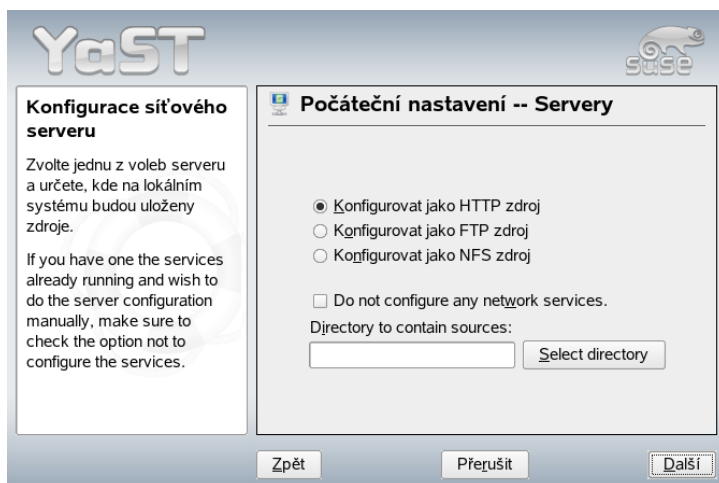 YaST
suse
Konfigurace síťového
serveru
Zvolte jednu z voleb serveru
a určete, kde na lokálním
systému budou uloženy
zdroje.
If you have one the services
already running and wish to
do the server configuration
manually, make sure to
check the option not to
configure the services.
Počáteční nastavení -- Servery
Konfigurovat jako HTTP zdroj
Konfigurovat jako FTP zdroj
Konfigurovat jako NFS zdroj
Do not configure any network services.
Directory to contain sources:
Select directory
Zpět
Přerušit
Další